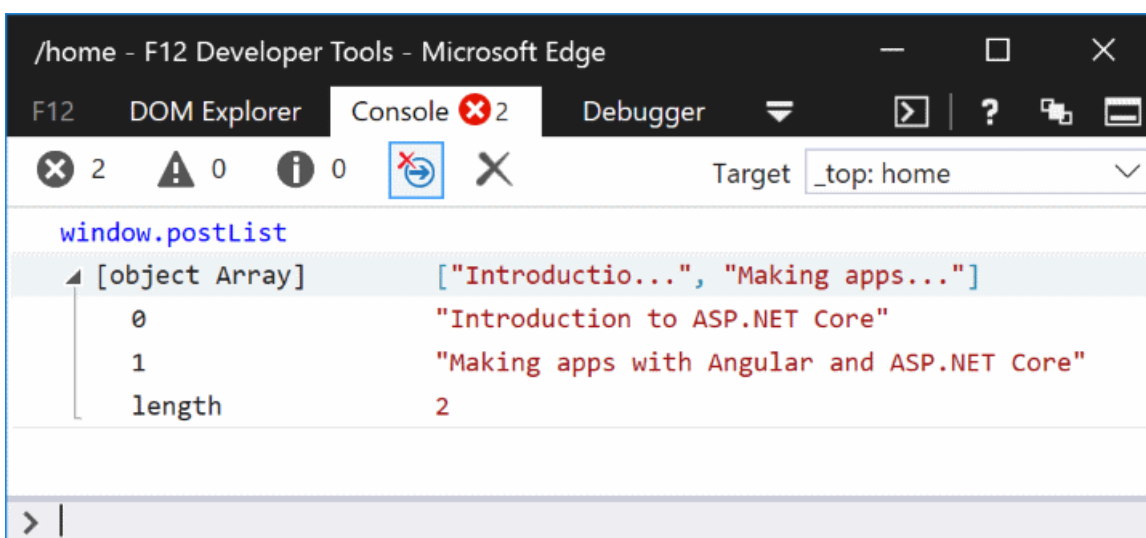 /home - F12 Developer Tools - Microsoft Edge
F12 DOM Explorer Console 2 Debugger ?
2 0 0 Target _top: home
window.postList
[object Array] ["Introductio...", "Making apps..."]
0 "Introduction to ASP.NET Core"
1 "Making apps with Angular and ASP.NET Core"
length 2
>